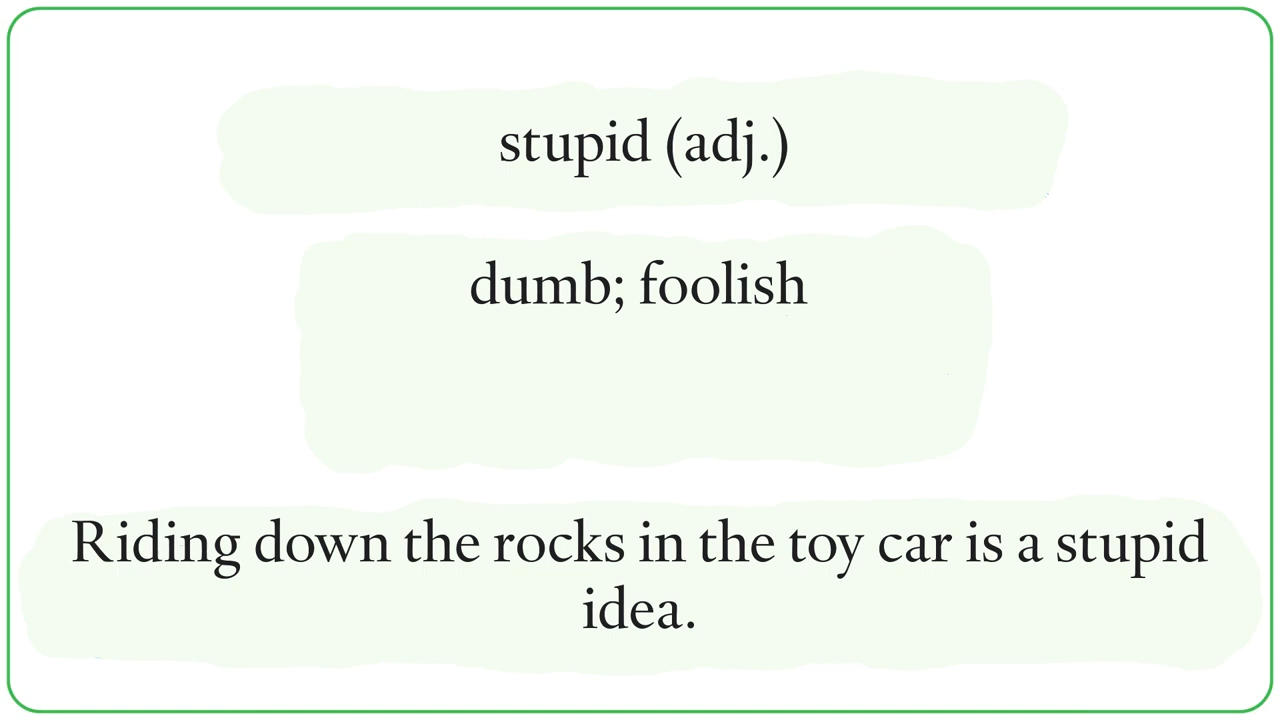 stupid (adj.)
dumb; foolish
Riding down the rocks in the toy car is a stupid
idea.